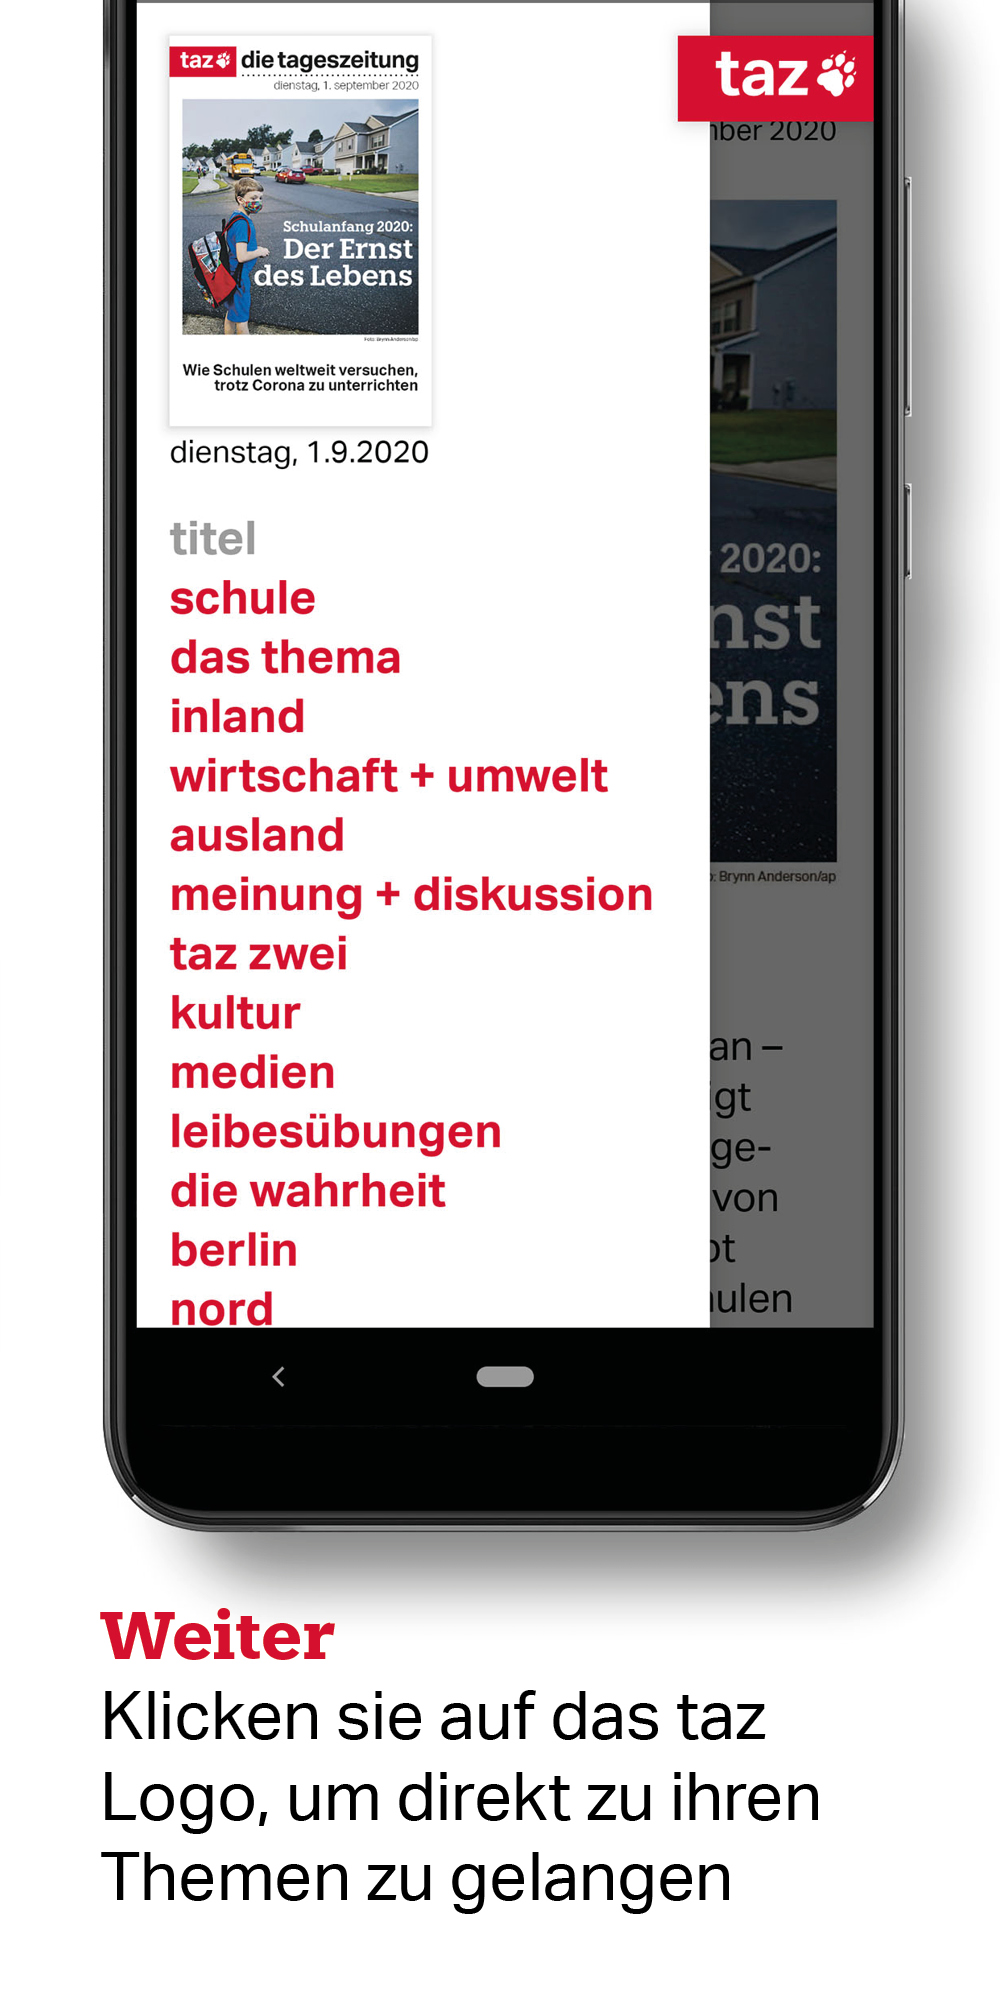 taz die tageszeitung
dienstag, 1. september 2020
Schulanfang 2020:
Der Ernst
des Lebens
Foto: Brynn Anderson/ap
Wie Schulen weltweit versuchen,
trotz Corona zu unterrichten
dienstag, 1.9.2020
titel
schule
das thema
inland
wirtschaft + umwelt
ausland
meinung + diskussion
taz zwei
kultur
medien
leibesübungen
die wahrheit
berlin
nord
taz
mber 2020
2020:
nst
ens
: Brynn Anderson/ap
an –
igt
ge-
von
ot
hulen
Weiter
Klicken sie auf das taz
Logo, um direkt zu ihren
Themen zu gelangen